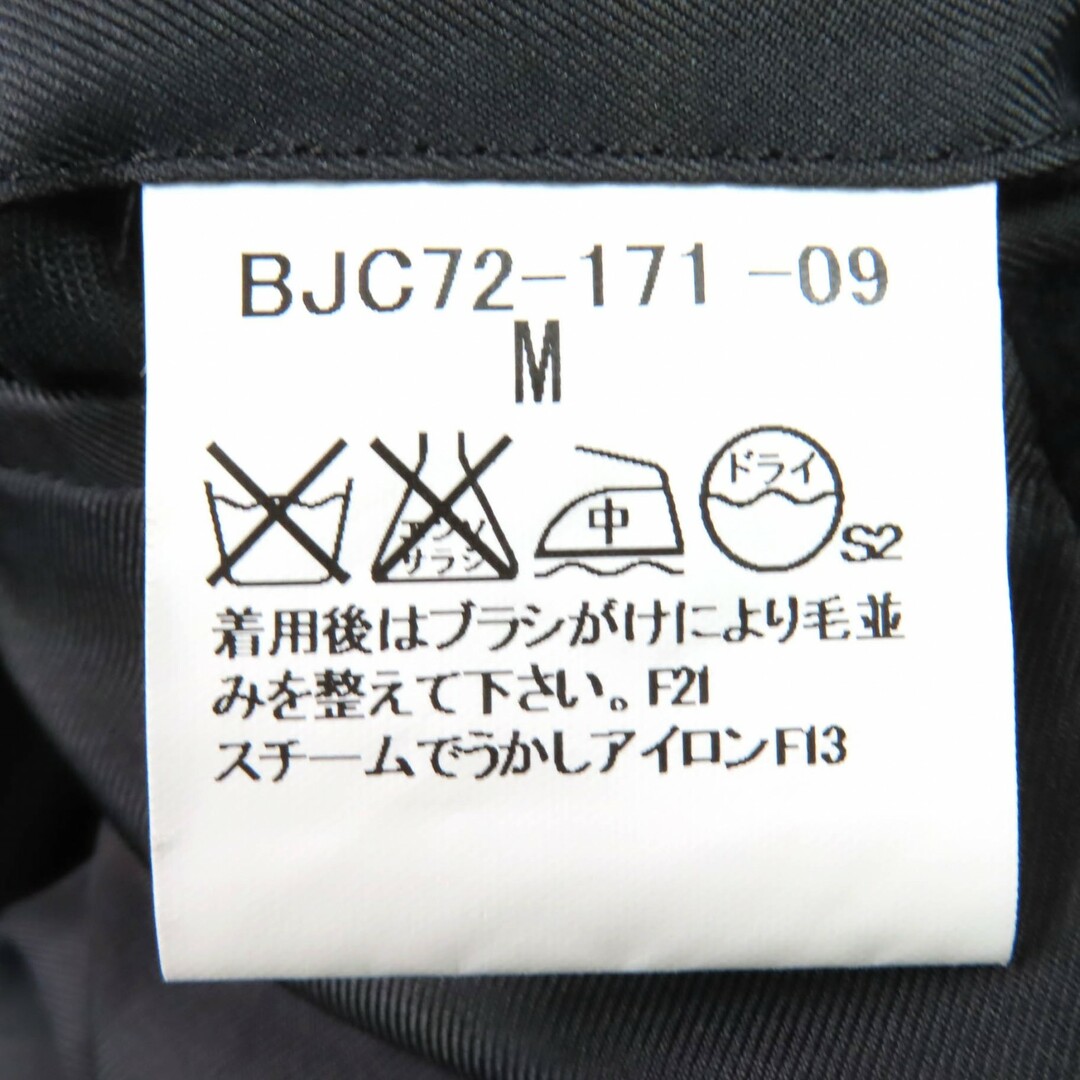 BJC72-171 -09
M
エンソ
サラシ
中
ドライ
S2
着用後はブラシがけにより毛並
みを整えて下さい。F21
スチームでうかしアイロンF13